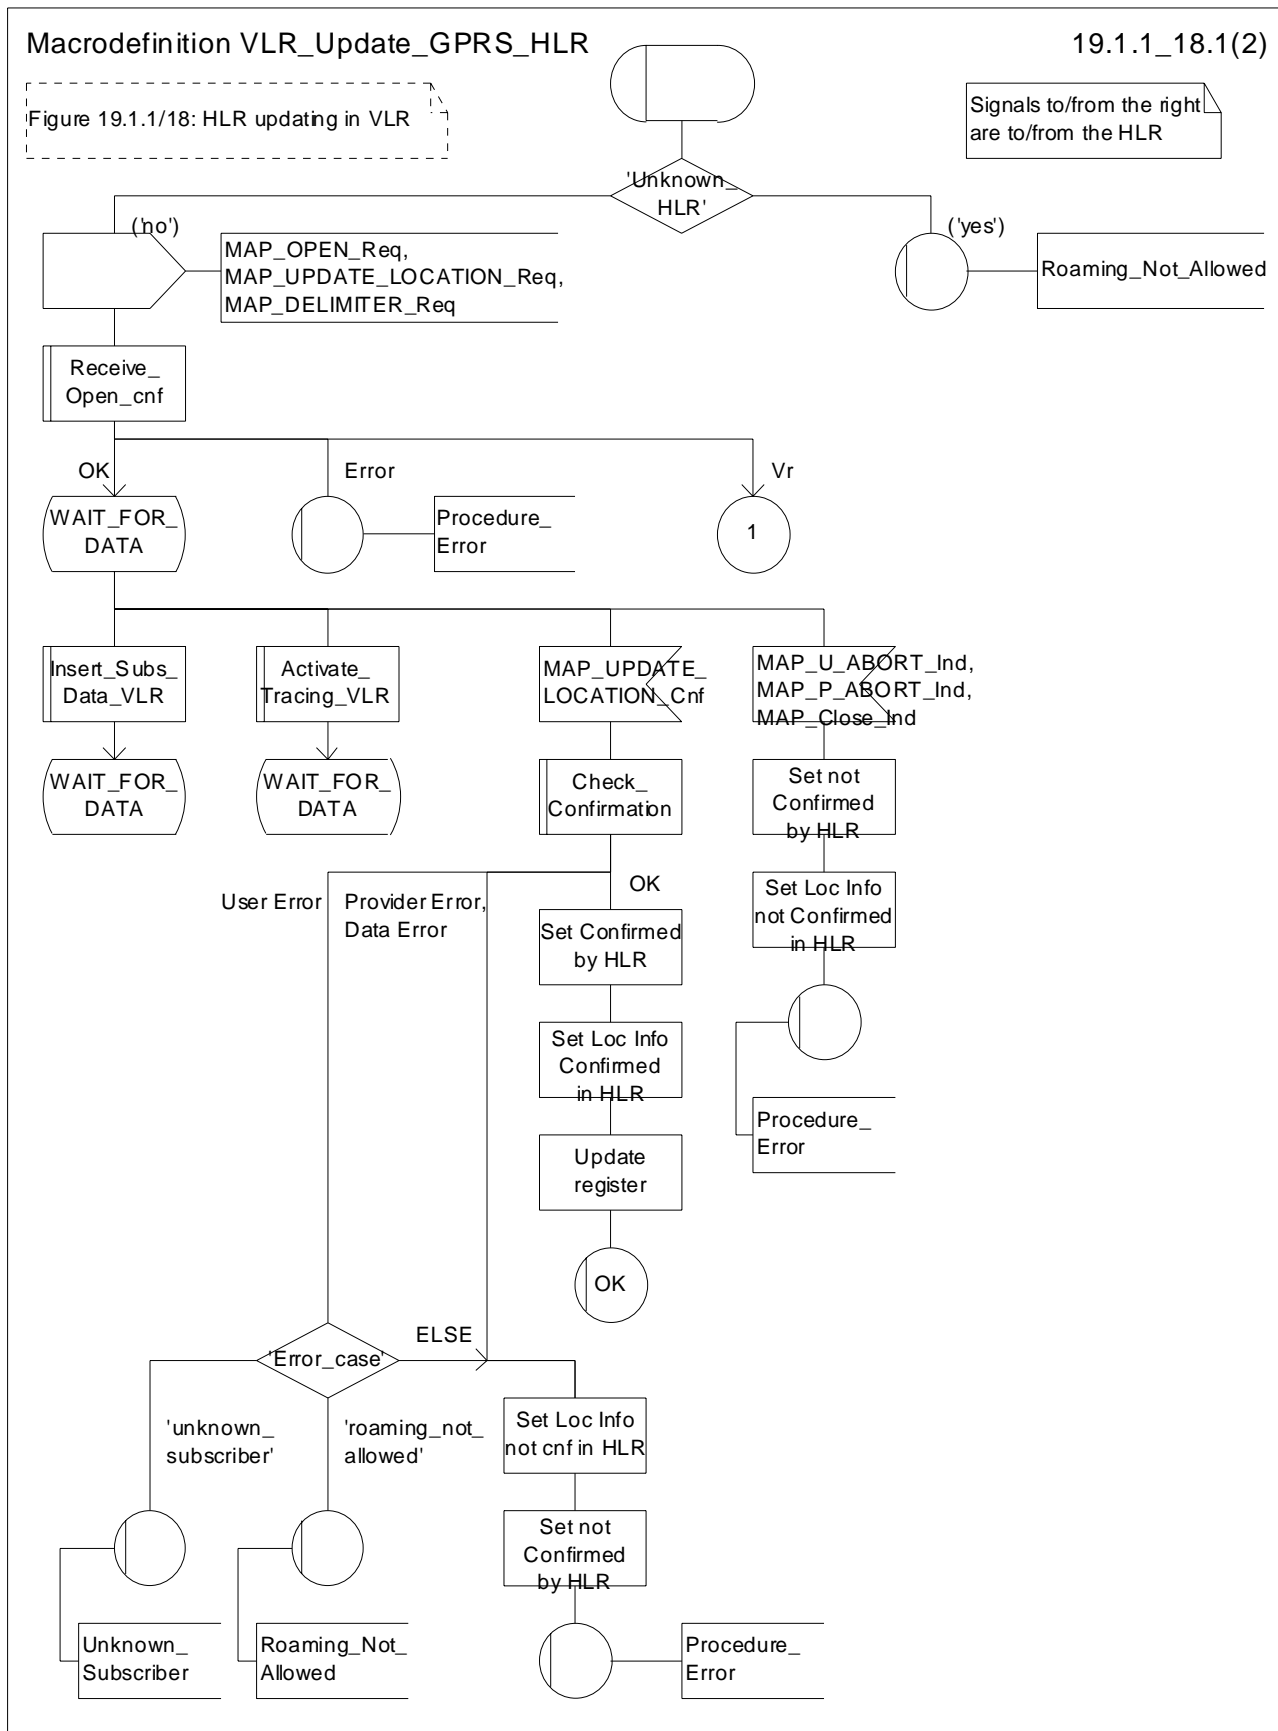 Macrodefinition VLR_Update_GPRS_HLR
19.1.1_18.1(2)
Figure 19.1.1/18: HLR updating in VLR
Signals to/from the right
are to/from the HLR
'Unknown_
HLR'
('no')
('yes')
MAP_OPEN_Req,
MAP_UPDATE_LOCATION_Req,
MAP_DELIMITER_Req
Roaming_Not_Allowed
Receive_
Open_cnf
OK
Error
Vr
WAIT_FOR_
DATA
Procedure_
Error
1
Insert_Subs_
Data_VLR
Activate_
Tracing_VLR
MAP_UPDATE_
LOCATION_Cnf
MAP_U_ABORT_Ind,
MAP_P_ABORT_Ind,
MAP_Close_Ind
WAIT_FOR_
DATA
WAIT_FOR_
DATA
Check_
Confirmation
Set not
Confirmed
by HLR
User Error
Provider Error,
Data Error
OK
Set Confirmed
by HLR
Set Loc Info
not Confirmed
in HLR
Set Loc Info
Confirmed
in HLR
Procedure_
Error
Update
register
OK
'Error_case'
ELSE
'unknown_
subscriber'
'roaming_not_
allowed'
Set Loc Info
not cnf in HLR
Set not
Confirmed
by HLR
Unknown_
Subscriber
Roaming_Not_
Allowed
Procedure_
Error